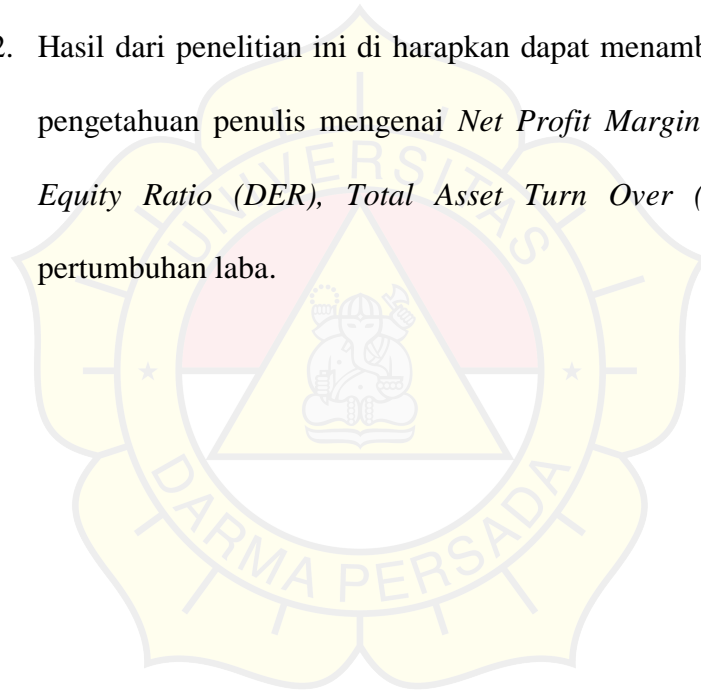 2. Hasil dari penelitian ini di harapkan dapat menamb
pengetahuan penulis mengenai Net Profit Margin
Equity Ratio (DER), Total Asset Turn Over (
pertumbuhan laba.
UNIVERSITAS
DARMA PERSADA